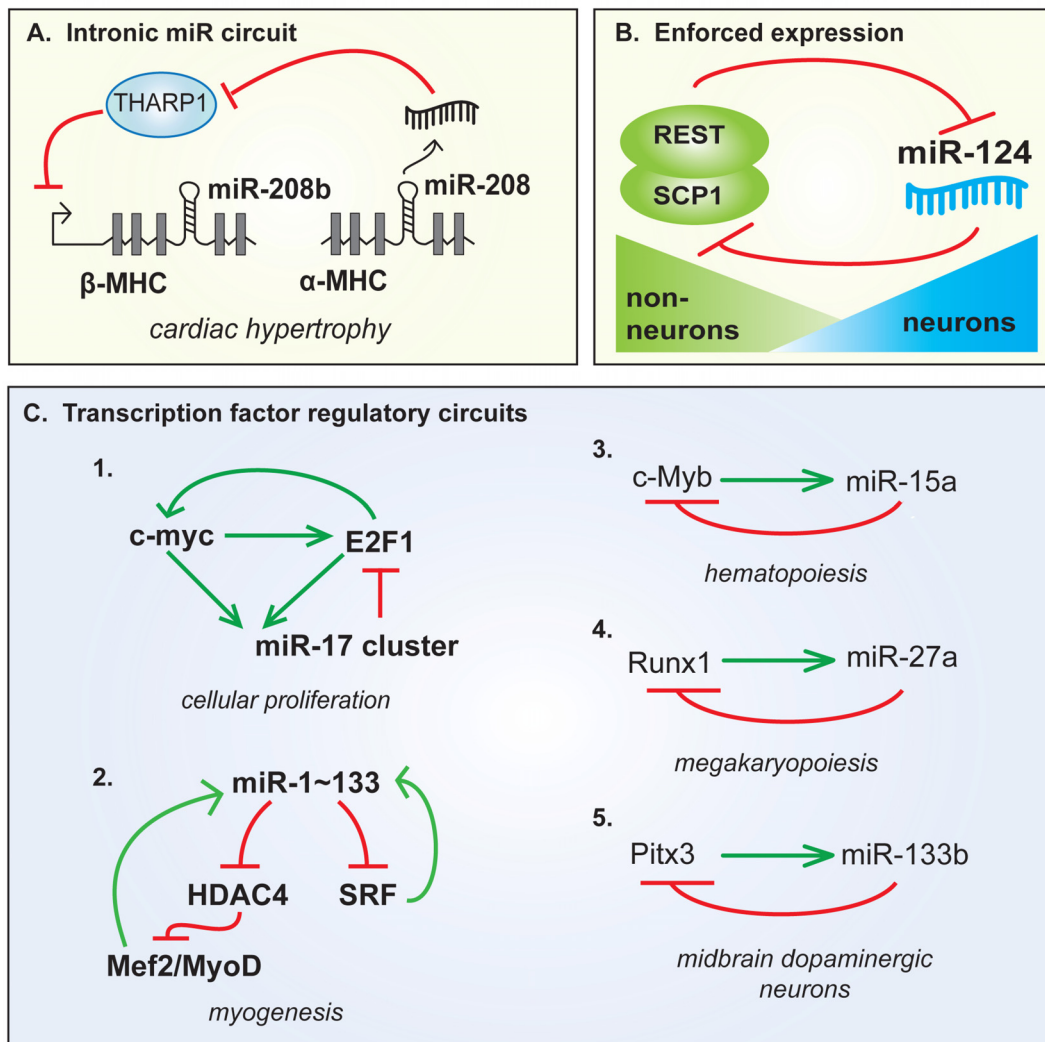 A. Intronic miR circuit
THARP1
miR-208b
miR-208
β-MHC
α-MHC
cardiac hypertrophy
B. Enforced expression
REST
SCP1
miR-124
non-
neurons
neurons
C. Transcription factor regulatory circuits
1.
c-myc
E2F1
miR-17 cluster
cellular proliferation
2.
miR-1~133
HDAC4
SRF
Mef2/MyoD
myogenesis
3.
c-Myb
miR-15a
hematopoiesis
4.
Runx1
miR-27a
megakaryopoiesis
5.
Pitx3
miR-133b
midbrain dopaminergic
neurons